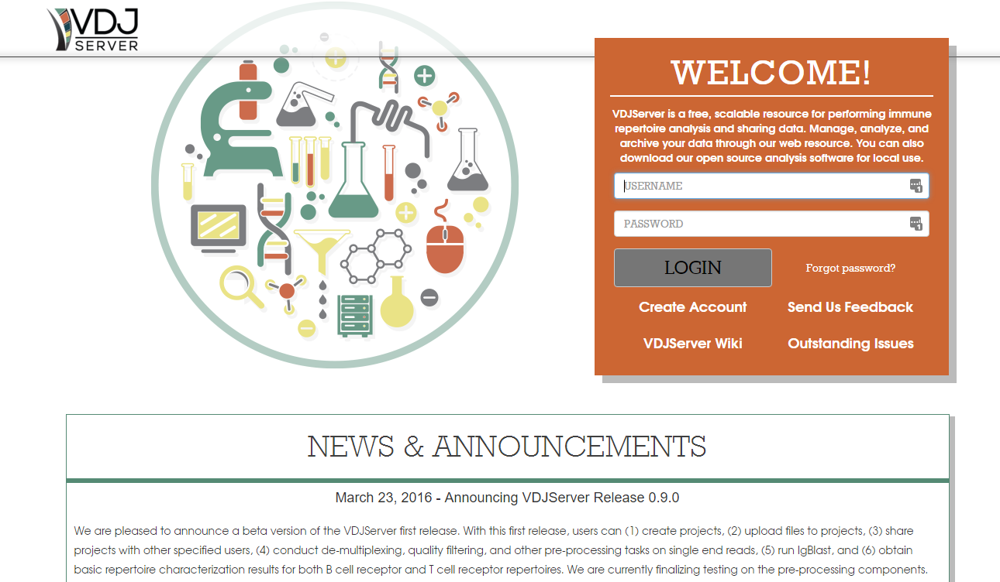 VDJ
SERVER
WELCOME!
VDJServer is a free, scalable resource for performing immune
repertoire analysis and sharing data. Manage, analyze, and
archive your data through our web resource. You can also
download our open source analysis software for local use.
USERNAME
1
PASSWORD
1
LOGIN
Forgot password?
Create Account
Send Us Feedback
VDJServer Wiki
Outstanding Issues
NEWS & ANNOUNCEMENTS
March 23, 2016 - Announcing VDJServer Release 0.9.0
We are pleased to announce a beta version of the VDJServer first release. With this first release, users can (1) create projects, (2) upload files to projects, (3) share
projects with other specified users, (4) conduct de-multiplexing, quality filtering, and other pre-processing tasks on single end reads, (5) run IgBlast, and (6) obtain
basic repertoire characterization results for both B cell receptor and T cell receptor repertoires. We are currently finalizing testing on the pre-processing components.